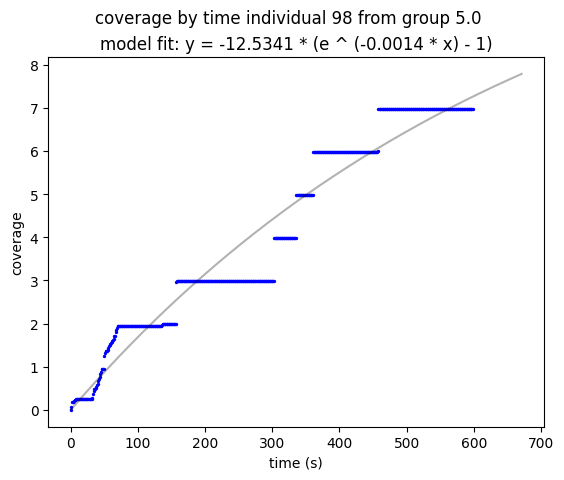 coverage by time individual 98 from group 5.0
model fit: y = -12.5341 * (e ^ (-0.0014 * x) - 1)
8
7
6
5
4
3
2
1
0
coverage
0 100 200 300 400 500 600 700
time (s)